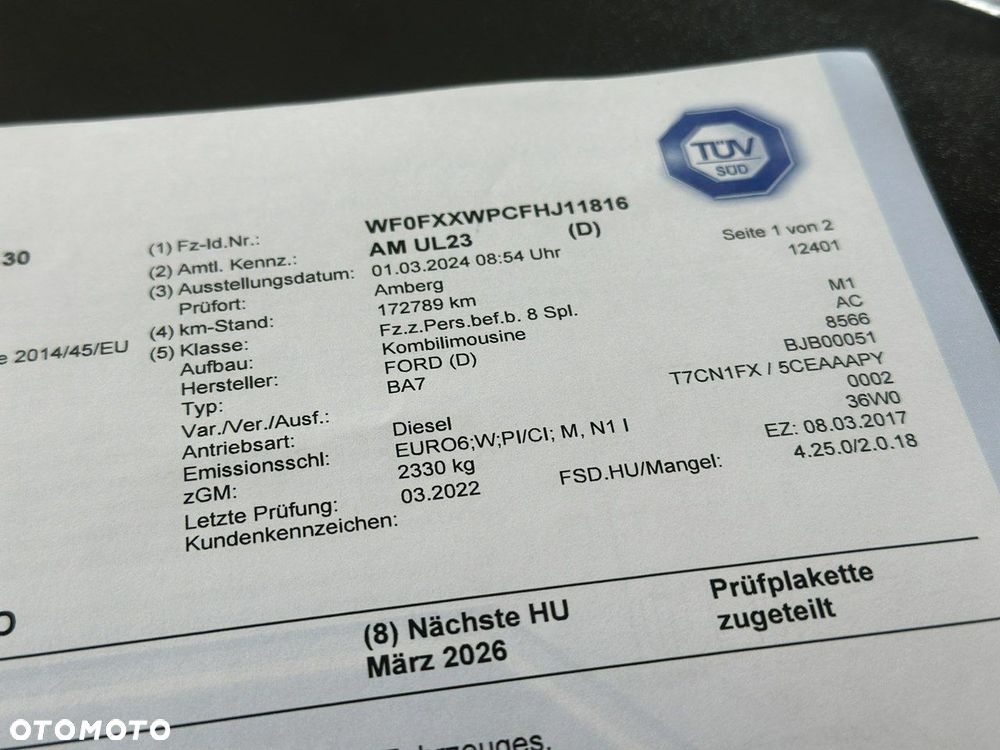 TÜV
SÜD
30
(1) Fz-Id.Nr.: WF0FXXWPCFHJ11816
(2) Amtl. Kennz.: AM UL23 (D) Seite 1 von 2
(3) Ausstellungsdatum: 01.03.2024 08:54 Uhr 12401
Prüfort: Amberg
(4) km-Stand: 172789 km
e 2014/45/EU
(5) Klasse: Fz.z.Pers.bef.b. 8 Spl. M1
Aufbau: Kombilimousine AC
Hersteller: FORD (D) 8566
Typ: BA7 BJB00051
Var./Ver./Ausf.: T7CN1FX / 5CEAAAPY
Antriebsart: Diesel 0002
Emissionsschl: EURO6;W;PI/CI; M, N1 I 36W0
zGM: 2330 kg EZ: 08.03.2017
Letzte Prüfung: 03.2022 FSD.HU/Mangel: 4.25.0/2.0.18
Kundenkennzeichen:
(8) Nächste HU Prüfplakette
März 2026 zugeteilt
OTOMOTO